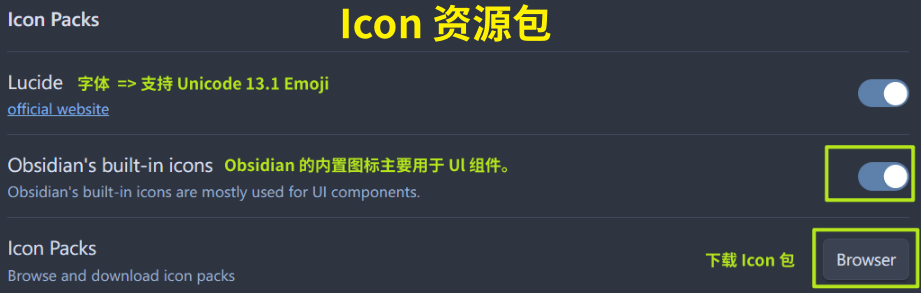 Icon 资源包
Icon Packs
Lucide 字体 => 支持 Unicode 13.1 Emoji
official website
Obsidian's built-in icons Obsidian 的内置图标主要用于 UI 组件。
Obsidian's built-in icons are mostly used for UI components.
Icon Packs
Browse and download icon packs
下载 Icon 包
Browser